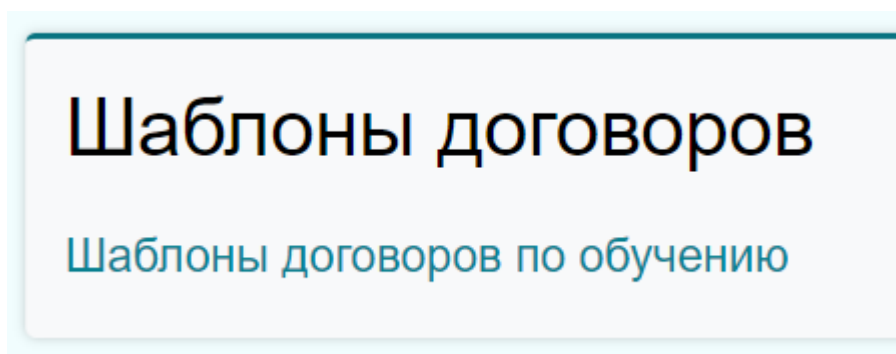 Шаблоны договоров
Шаблоны договоров по обучению